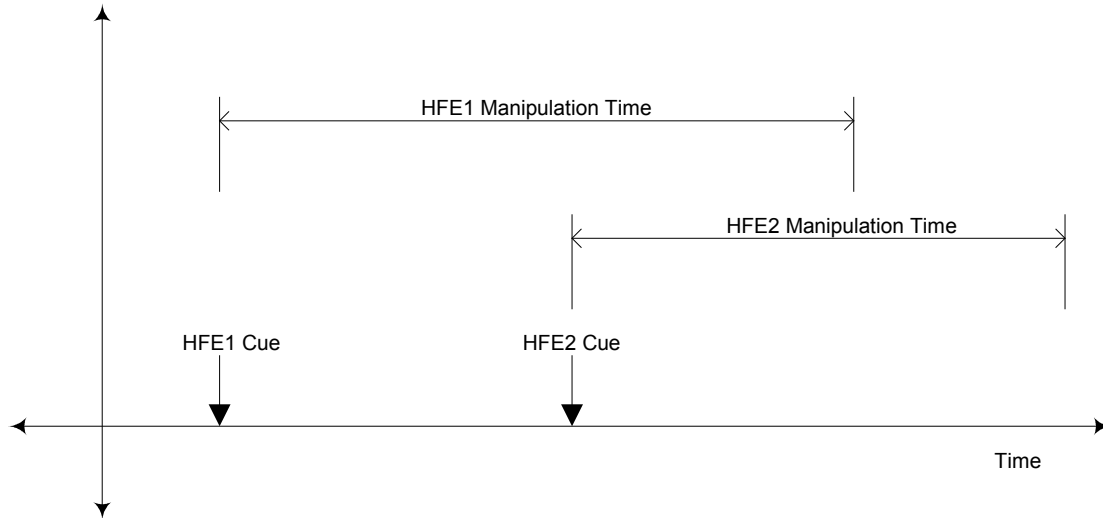 HFE1 Manipulation Time
HFE2 Manipulation Time
HFE1 Cue
HFE2 Cue
Time